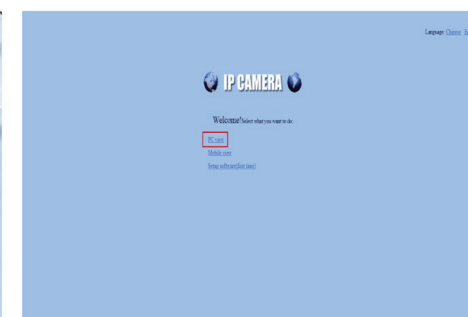 Language: Chinese
IP CAMERA
Welcome! Select what you want to do:
PC view
Mobile view
Setup software(first time)